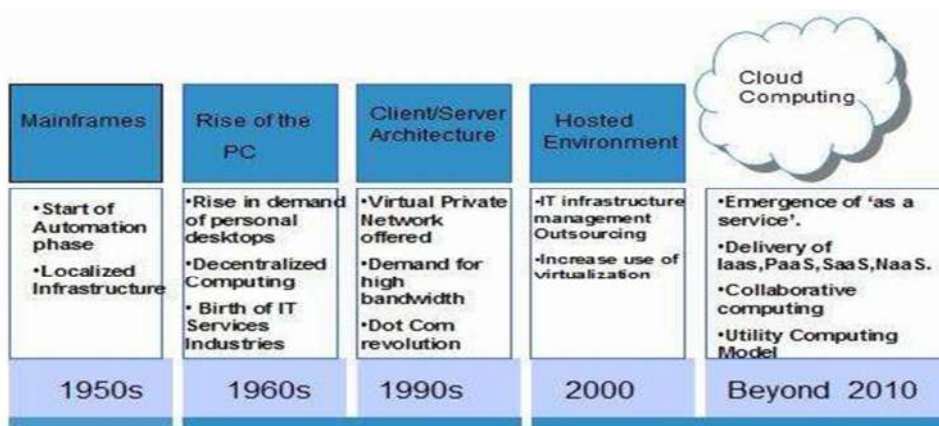 Mainframes
Rise of the
PC
Client/Server
Architecture
Hosted
Environment
Cloud
Computing
•Start of
Automation
phase
•Localized
Infrastructure
•Rise in demand
of personal
desktops
•Decentralized
Computing
• Birth of IT
Services
Industries
•Virtual Private
Network
offered
•Demand for
high
bandwidth
•Dot Com
revolution
•IT infrastructure
management
Outsourcing
•Increase use of
virtualization
•Emergence of 'as a
service'.
•Delivery of
Iaas,PaaS,SaaS,NaaS.
•Collaborative
computing
•Utility Computing
Model
1950s
1960s
1990s
2000
Beyond 2010